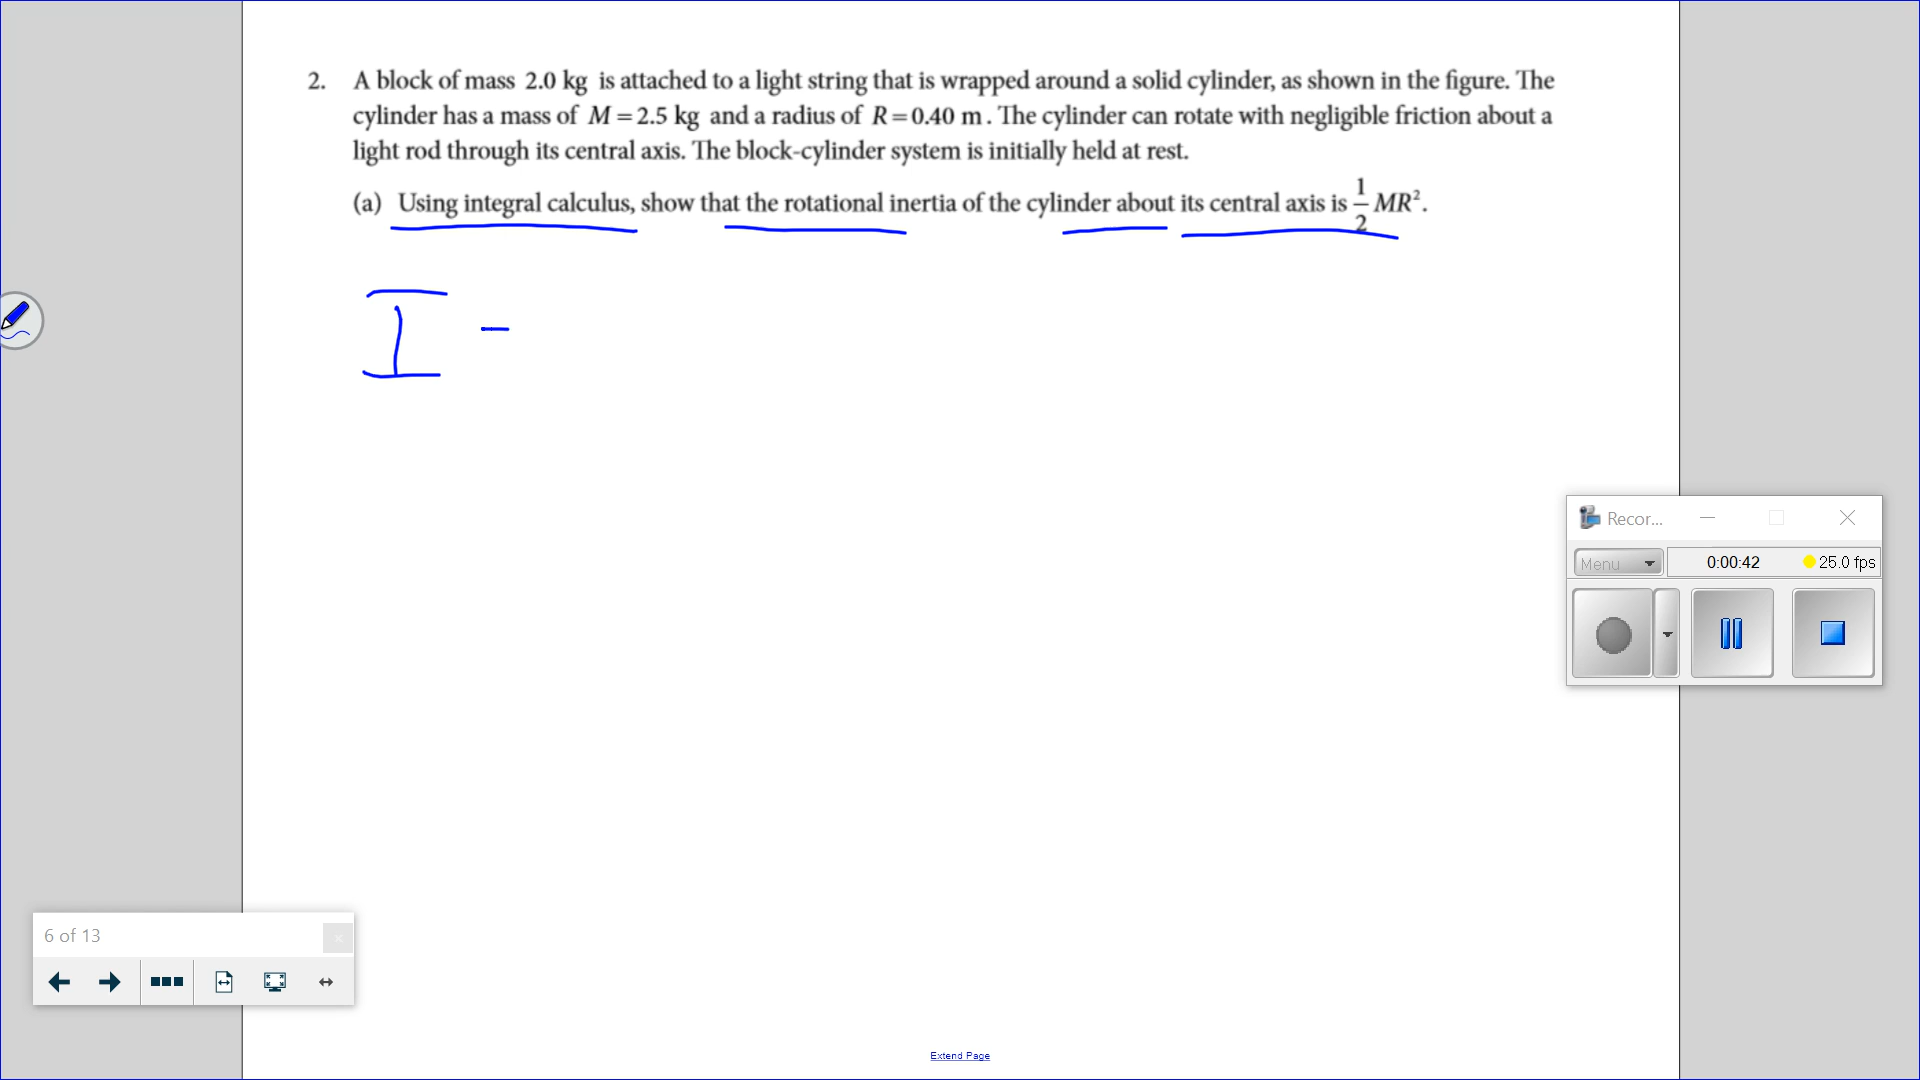 2. A block of mass 2.0 kg is attached to a light string that is wrapped around a solid cylinder, as shown in the figure. The
cylinder has a mass of M = 2.5 kg and a radius of R = 0.40 m. The cylinder can rotate with negligible friction about a
light rod through its central axis. The block-cylinder system is initially held at rest.
(a) Using integral calculus, show that the rotational inertia of the cylinder about its central axis is 1/2 MR².
I -
Recor...
Menu 0:00:42 25.0 fps
6 of 13
Extend Page